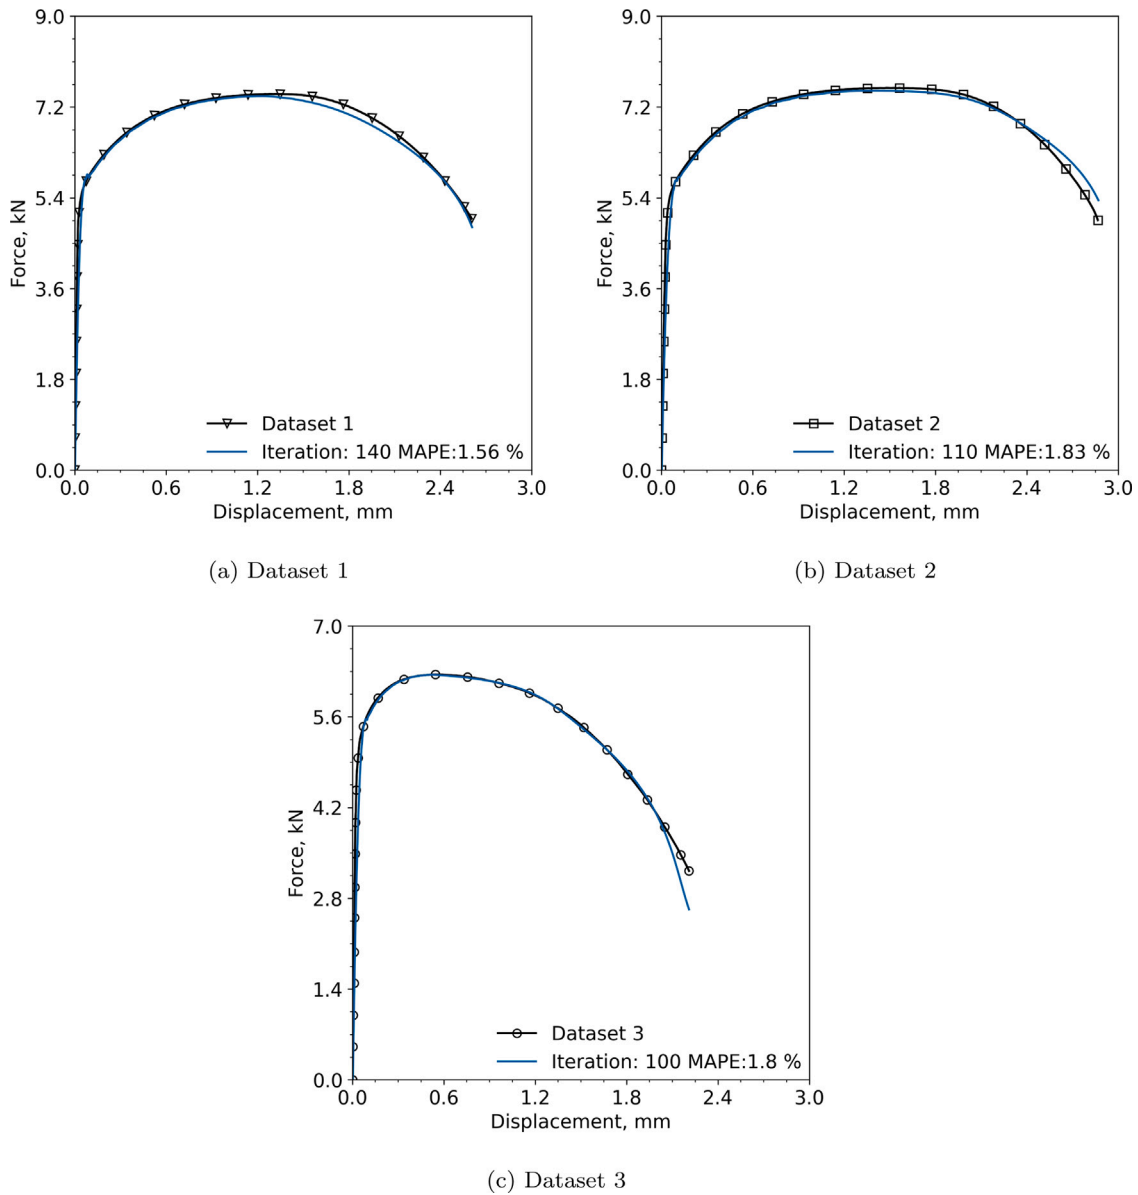 9.0
7.2
5.4
3.6
1.8
0.0
Force, kN
Dataset 1
Iteration: 140 MAPE:1.56 %
0.0 0.6 1.2 1.8 2.4 3.0
Displacement, mm
(a) Dataset 1
9.0
7.2
5.4
3.6
1.8
0.0
Force, kN
Dataset 2
Iteration: 110 MAPE:1.83 %
0.0 0.6 1.2 1.8 2.4 3.0
Displacement, mm
(b) Dataset 2
7.0
5.6
4.2
2.8
1.4
0.0
Force, kN
Dataset 3
Iteration: 100 MAPE:1.8 %
0.0 0.6 1.2 1.8 2.4 3.0
Displacement, mm
(c) Dataset 3